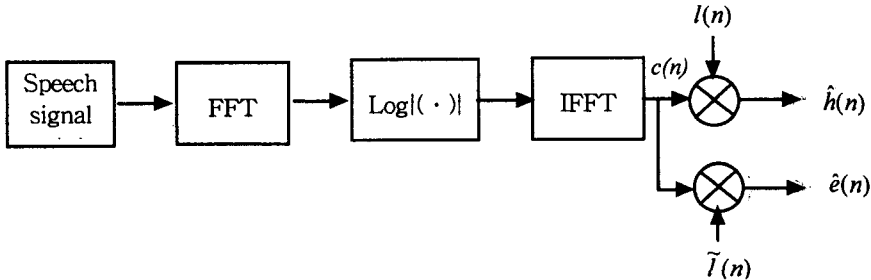 l(n)
Speech
signal
FFT
Log|( · )|
IFFT
c(n)
ĥ(n)
ê(n)
l̃(n)